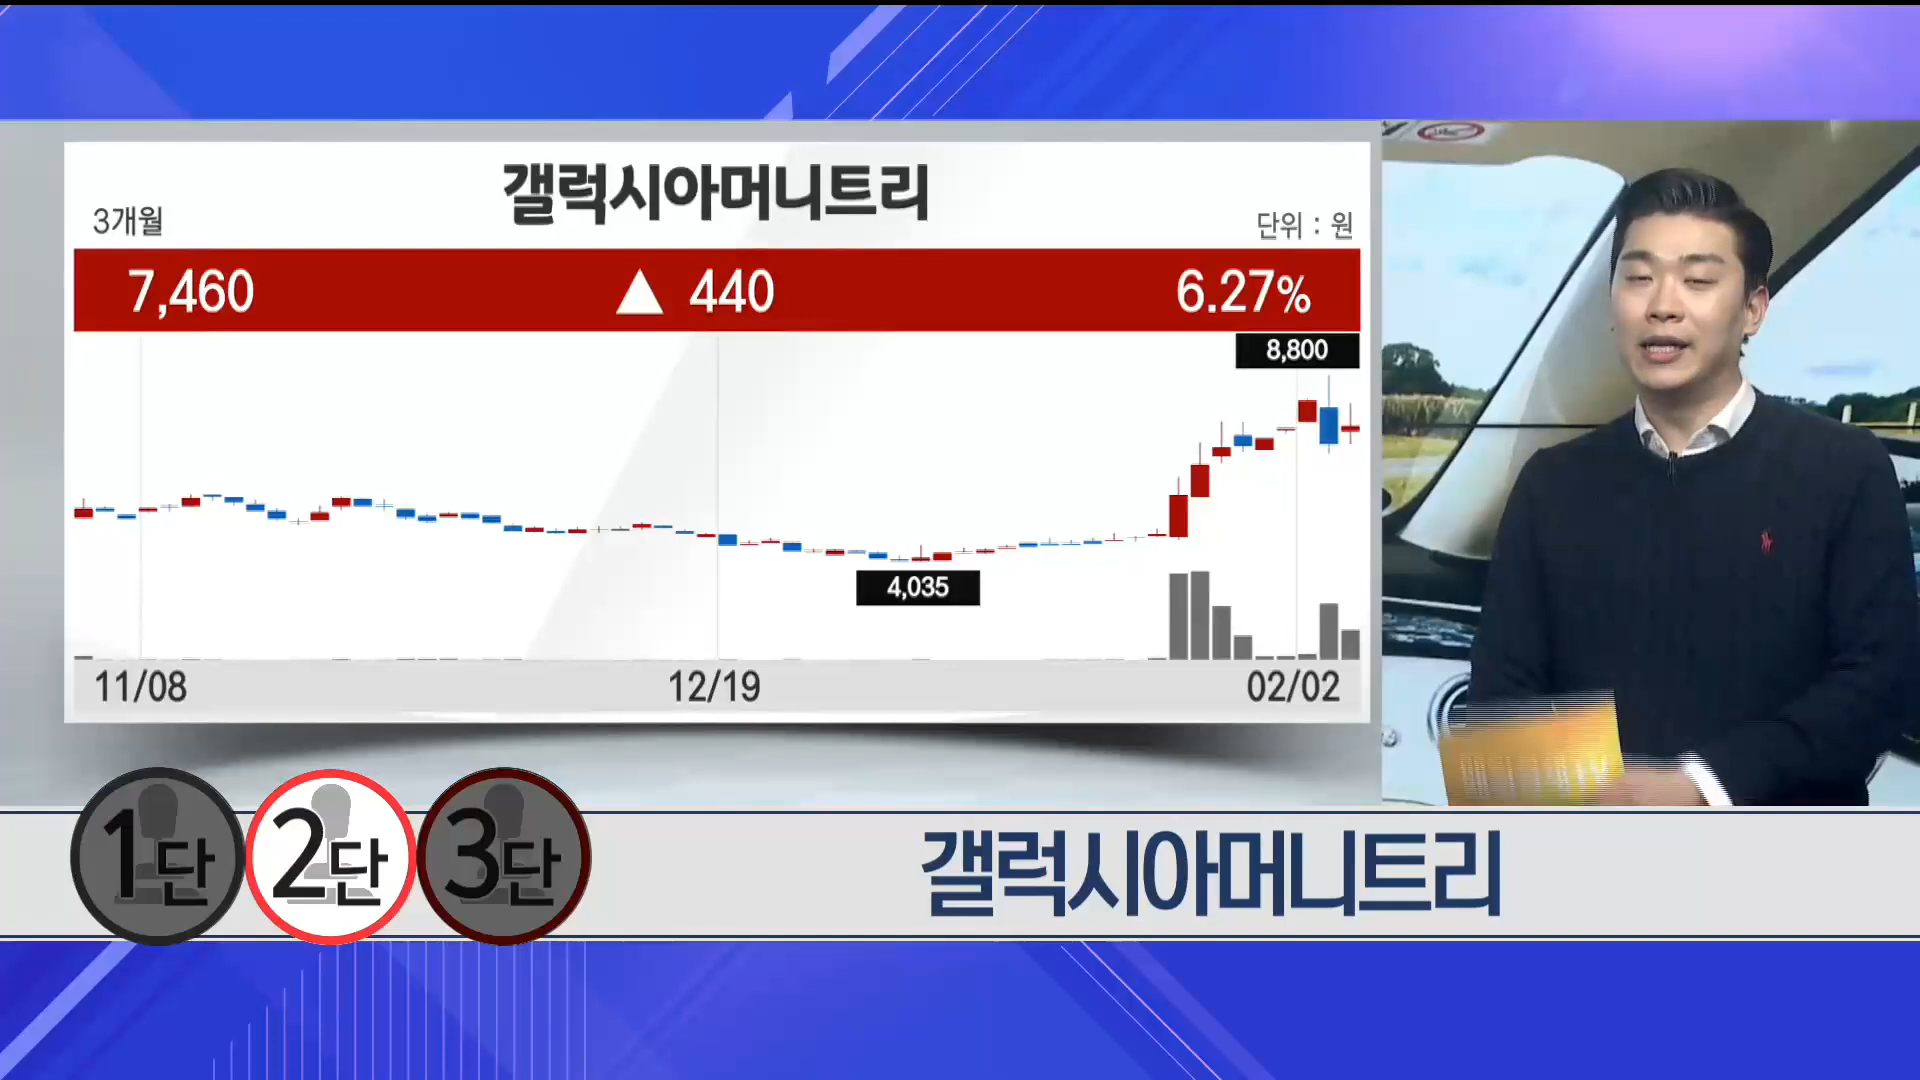 갤럭시아머니트리
3개월
단위 : 원
7,460 ▲ 440 6.27%
8,800
4,035
11/08 12/19 02/02
1단 2단 3단
갤럭시아머니트리